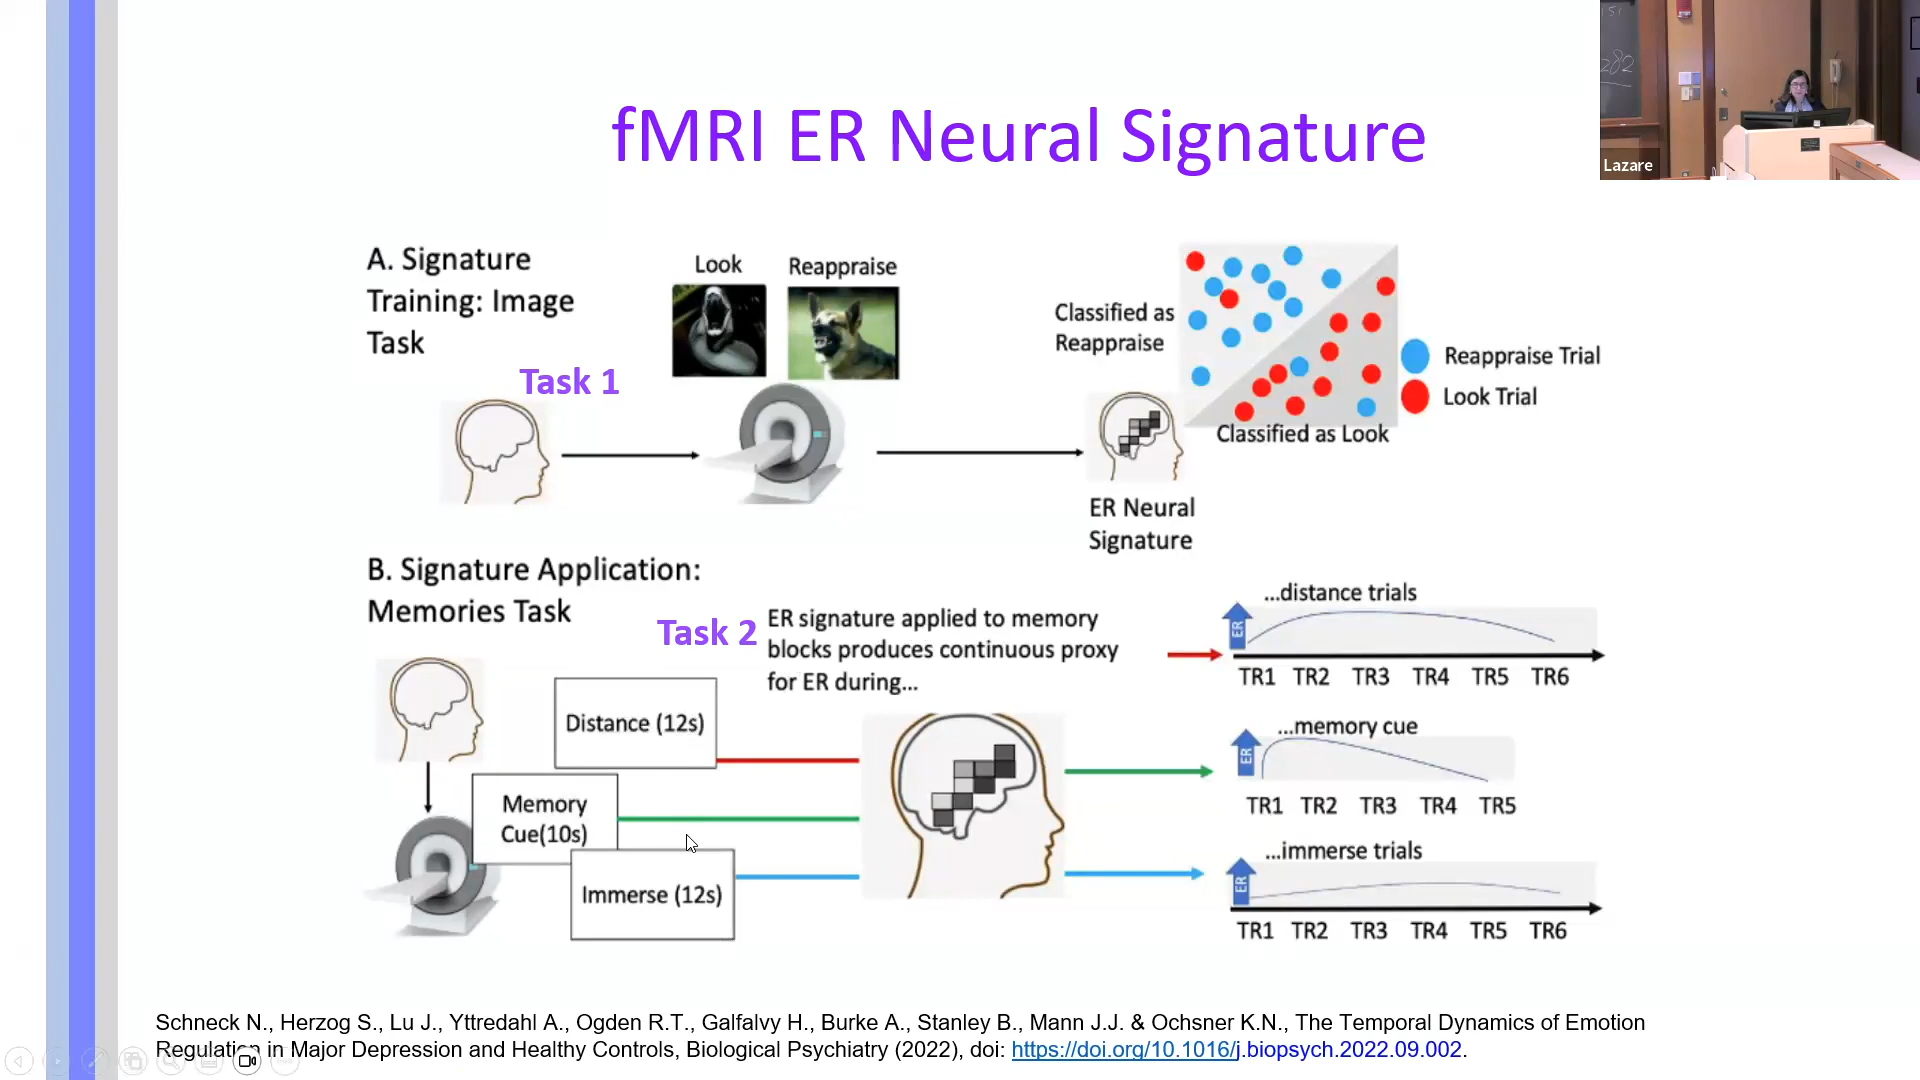 fMRI ER Neural Signature
Lazare
A. Signature
Training: Image
Task
Task 1
Look
Reappraise
Classified as
Reappraise
Reappraise Trial
Look Trial
Classified as Look
ER Neural
Signature
B. Signature Application:
Memories Task
Task 2
ER signature applied to memory
blocks produces continuous proxy
for ER during...
Distance (12s)
Memory
Cue(10s)
Immerse (12s)
...distance trials
ER
TR1 TR2 TR3 TR4 TR5 TR6
...memory cue
ER
TR1 TR2 TR3 TR4 TR5
...immerse trials
ER
TR1 TR2 TR3 TR4 TR5 TR6
Schneck N., Herzog S., Lu J., Yttredahl A., Ogden R.T., Galfalvy H., Burke A., Stanley B., Mann J.J. & Ochsner K.N., The Temporal Dynamics of Emotion
Regulation in Major Depression and Healthy Controls, Biological Psychiatry (2022), doi: https://doi.org/10.1016/j.biopsych.2022.09.002.